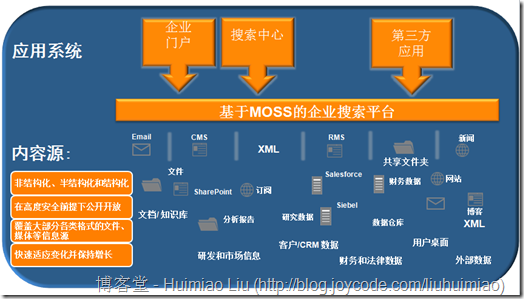 应用系统
企业
门户
搜索中心
第三方
应用
基于MOSS的企业搜索平台
内容源:
Email
CMS
XML
RMS
共享文件夹
新闻
文件
SharePoint
订阅
Salesforce
财务数据
网站
非结构化、半结构化和结构化
在高度安全前提下公开开放
覆盖大部分各类格式的文件、
媒体等信息源
快速适应变化并保持增长
文档/知识库
分析报告
研究数据
Siebel
数据仓库
博客
XML
研发和市场信息
客户/CRM 数据
用户桌面
财务和法律数据
外部数据
博客堂 - Huimiao Liu (http://blog.joycode.com/liuhuimiao)